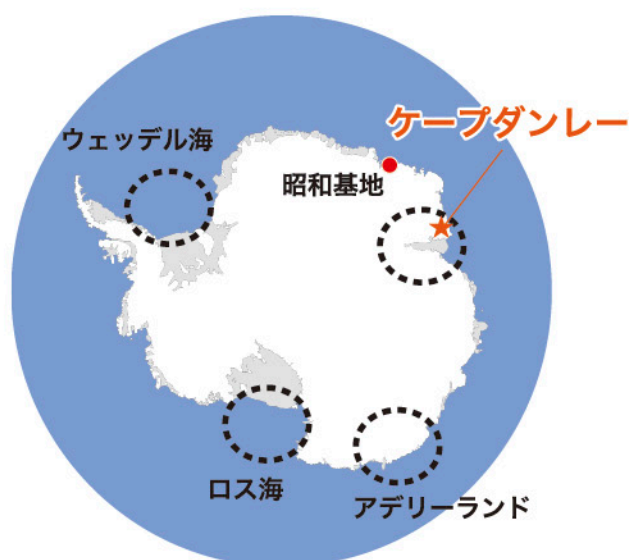 ケープダンレー
ウェッデル海
昭和基地
ロス海
アデリーランド